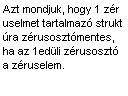 Azt mondjuk, hogy 1 zér
uselmet tartalmazó strukt
úra zérusosztómentes,
ha az 1edüli zérusosztó
a zéruselem.